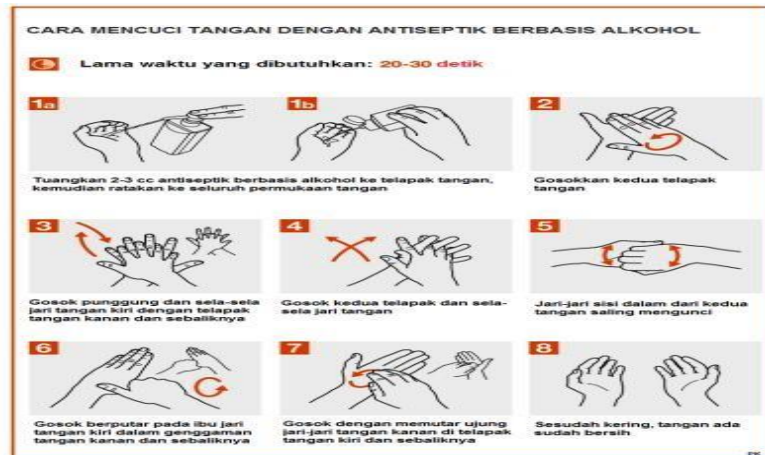 CARA MENCUCI TANGAN DENGAN ANTISEPTIK BERBASIS ALKOHOL
Lama waktu yang dibutuhkan: 20-30 detik
1a
1b
Tuangkan 2-3 cc antiseptik berbasis alkohol ke telapak tangan,
kemudian ratakan ke seluruh permukaan tangan
2
Gosokkan kedua telapak
tangan
3
Gosok punggung dan sela-sela
jari tangan kiri dengan telapak
tangan kanan dan sebaliknya
4
Gosok kedua telapak dan sela-
sela jari tangan
5
Jari-jari sisi dalam dari kedua
tangan saling mengunci
6
Gosok berputar pada ibu jari
tangan kiri dalam genggaman
tangan kanan dan sebaliknya
7
Gosok dengan memutar ujung
jari-jari tangan kanan di telapak
tangan kiri dan sebaliknya
8
Sesudah kering, tangan ada
sudah bersih